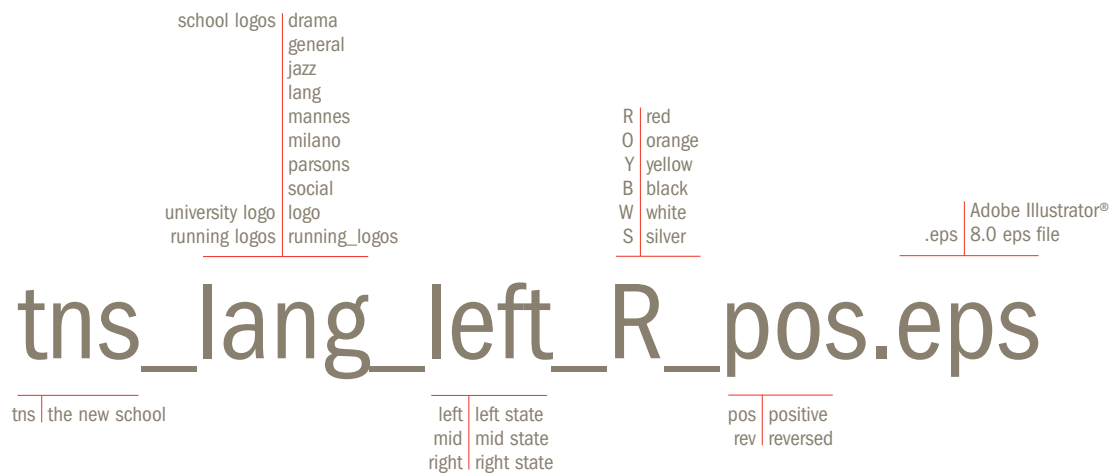 school logos drama
general
jazz
lang
mannes
milano
parsons
social
university logo logo
running logos running_logos
R red
O orange
Y yellow
B black
W white
S silver
Adobe Illustrator®
.eps 8.0 eps file
tns_lang_left_R_pos.eps
tns the new school
left left state
mid mid state
right right state
pos positive
rev reversed